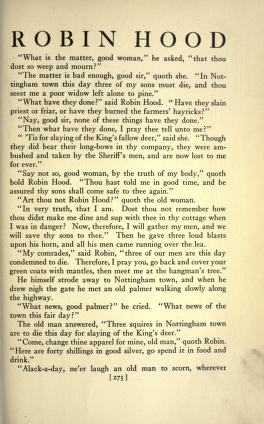 ROBIN HOOD
"What is the matter, good woman," he asked, "that thou
dost so weep and mourn?"
"The matter is bad enough, good sir," quoth she. "In Not-
tingham town this day three of my sons must die, and thou
seest me a poor widow left alone to pine."
"What have they done?" said Robin Hood. "Have they slain
priest or friar, or have they burned the farmers' hayricks?"
"Nay, good sir, none of these things have they done."
"Then what have they done, I pray thee tell unto me?"
"'Tis for slaying of the King's fallow deer," said she. "Though
they did bear their long-bows in thy company, they were am-
bushed and taken by the Sheriff's men, and are now lost to me
for ever."
"Say not so, good woman, by the truth of my body," quoth
bold Robin Hood. "Thou hast told me in good time, and be
assured thy sons shall come safe to thee again."
"Art thou not Robin Hood?" quoth the old woman.
"In very truth, that I am. Dost thou not remember how
thou didst make me dine and sup with thee in thy cottage when
I was in danger? Now, therefore, I will gather my men, and we
will save thy sons to thee." Then he gave three loud blasts
upon his horn, and all his men came running over the lea.
"My comrades," said Robin, "three of our men are this day
condemned to die. Therefore, I pray you, go back and cover your
green coats with mantles, then meet me at the hangman's tree."
He himself strode away to Nottingham town, and when he
drew nigh the gate he met an old palmer walking slowly along
the highway.
"What news, good palmer?" he cried. "What news of the
town this fair day?"
The old man answered, "Three squires in Nottingham town
are to die this day for slaying of the King's deer."
"Come, change thine apparel for mine, old man," quoth Robin.
"Here are forty shillings in good silver, go spend it in food and
drink."
"Alack-a-day, ne'er laugh an old man to scorn, wherever
[275]